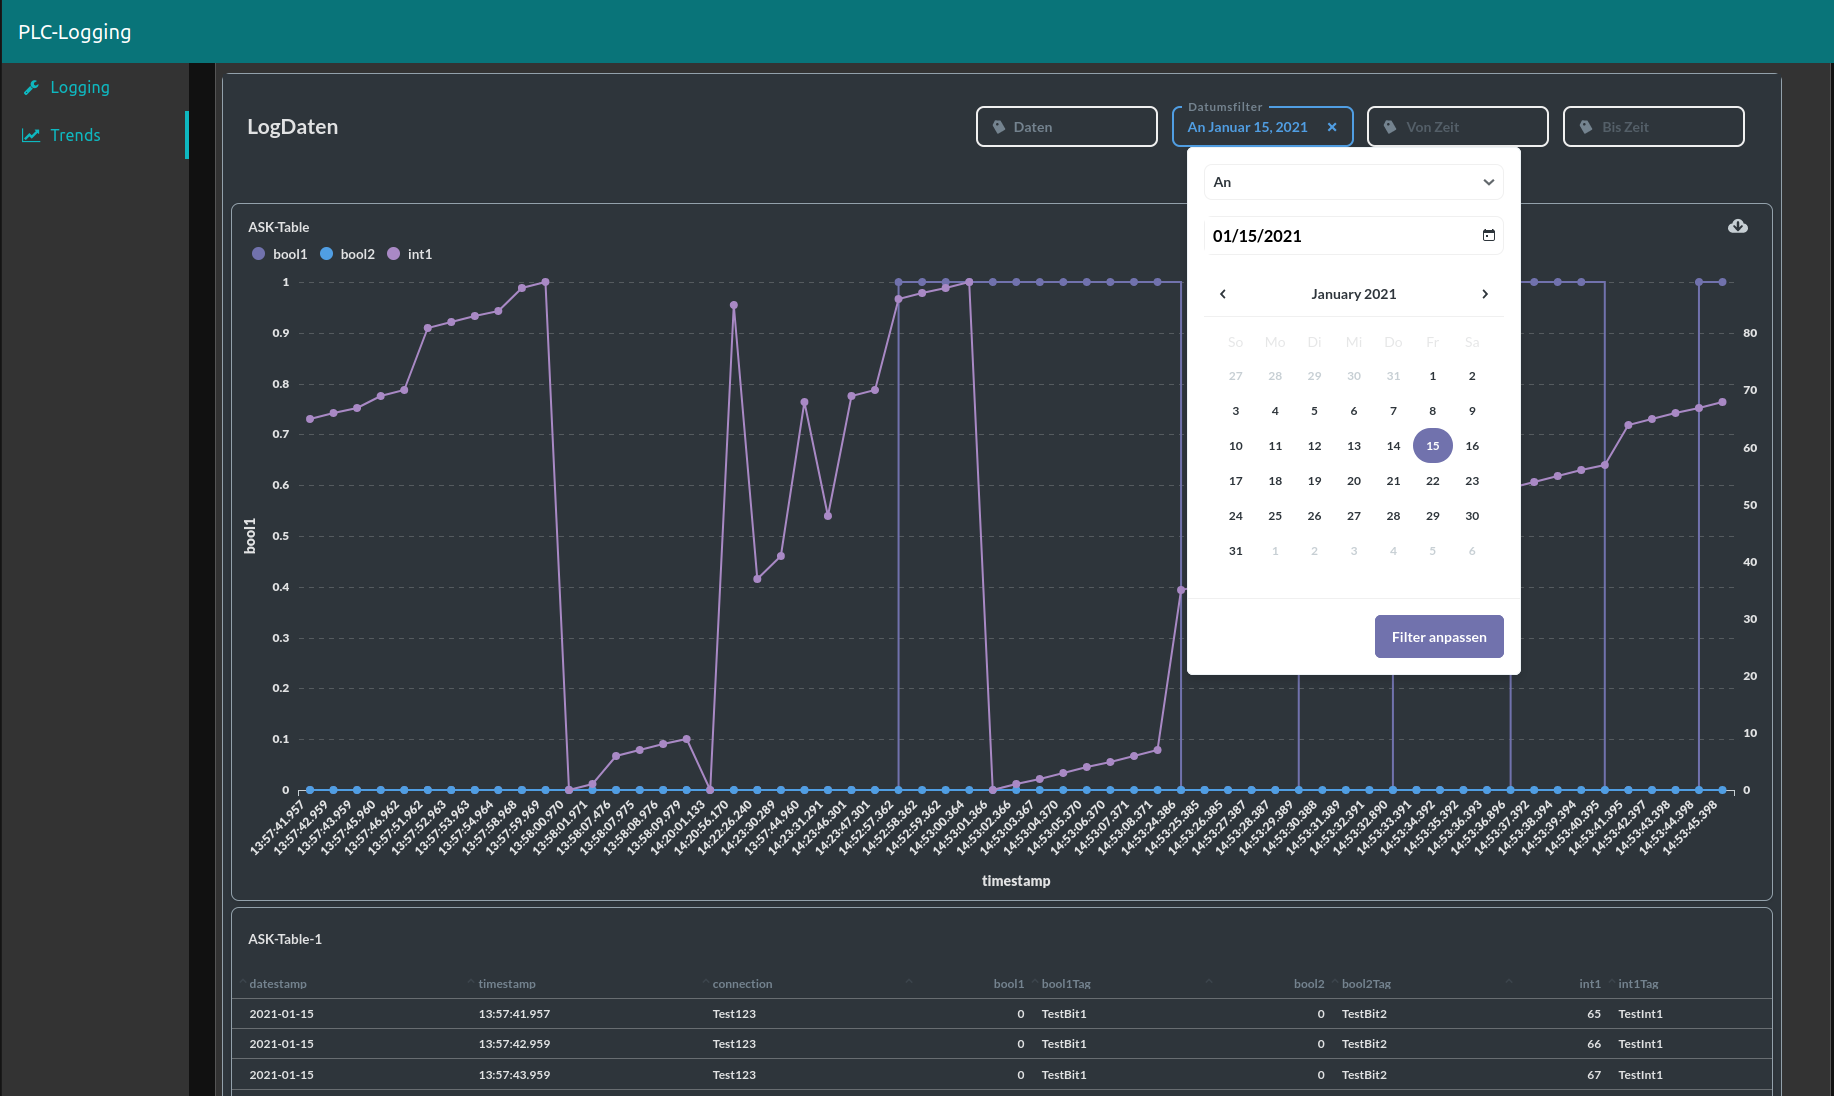 PLC-Logging
Logging
Trends
LogDaten
Daten
Datumsfilter
An Januar 15, 2021
Von Zeit
Bis Zeit
An
01/15/2021
January 2021
So Mo Di Mi Do Fr Sa
27 28 29 30 31 1 2
3 4 5 6 7 8 9
10 11 12 13 14 15 16
17 18 19 20 21 22 23
24 25 26 27 28 29 30
31 1 2 3 4 5 6
Filter anpassen
ASK-Table
bool1 bool2 int1
1
0.9
0.8
0.7
0.6
0.5
0.4
0.3
0.2
0.1
0
bool1
80
70
60
50
40
30
20
10
0
13:57:41.957
13:57:42.959
13:57:43.959
13:57:45.960
13:57:46.962
13:57:51.962
13:57:52.963
13:57:53.963
13:57:54.964
13:57:58.968
13:57:59.969
13:58:00.970
13:58:01.971
13:58:07.476
13:58:07.975
13:58:08.976
13:58:09.979
14:20:01.133
14:20:56.170
14:22:26.240
14:23:30.289
13:57:44.960
14:23:31.291
14:23:46.301
14:23:47.301
14:52:57.362
14:52:58.362
14:52:59.362
14:53:00.364
14:53:01.366
14:53:02.366
14:53:03.367
14:53:04.370
14:53:05.370
14:53:06.370
14:53:07.371
14:53:08.371
14:53:24.386
14:53:25.385
14:53:26.385
14:53:27.387
14:53:28.387
14:53:29.389
14:53:30.388
14:53:31.389
14:53:32.391
14:53:32.890
14:53:33.391
14:53:34.392
14:53:35.392
14:53:36.393
14:53:36.896
14:53:37.392
14:53:38.394
14:53:39.394
14:53:40.395
14:53:41.395
14:53:42.397
14:53:43.398
14:53:44.398
14:53:45.398
timestamp
ASK-Table-1
datestamp timestamp connection bool1 bool1Tag bool2 bool2Tag int1 int1Tag
2021-01-15 13:57:41.957 Test123 0 TestBit1 0 TestBit2 65 TestInt1
2021-01-15 13:57:42.959 Test123 0 TestBit1 0 TestBit2 66 TestInt1
2021-01-15 13:57:43.959 Test123 0 TestBit1 0 TestBit2 67 TestInt1